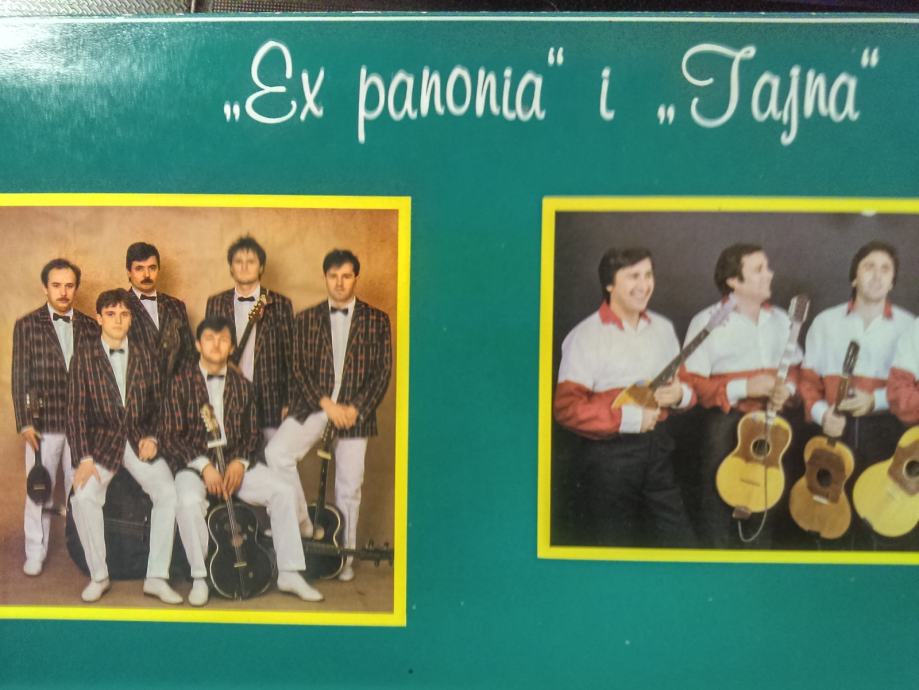 „Ex panonia“ i „Tajna“